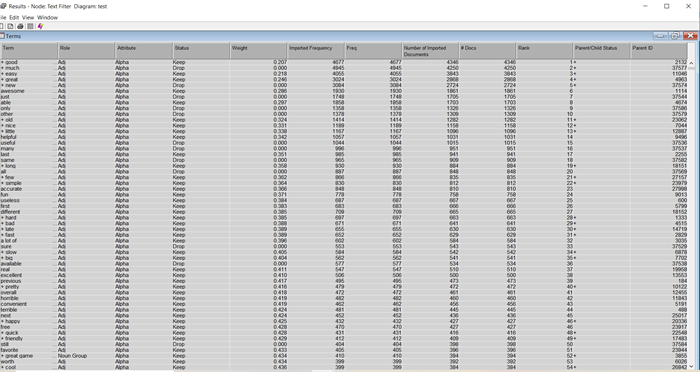 Results - Node: Text Filter Diagram: test
File Edit View Window
Terms
Term Role Attribute Status Weight Imported Frequency Freq Number of Imported Documents # Docs Rank Parent/Child Status Parent ID
+ good ... Adj Alpha Keep 0.207 4677 4677 4346 4346 1 + 2132
+ much ... Adj Alpha Drop 0.000 4945 4945 4250 4250 2 + 37577
+ easy ... Adj Alpha Keep 0.218 4055 4055 3843 3843 3 + 11046
+ great ... Adj Alpha Keep 0.246 3024 3024 2468 2468 4 + 4963
+ new ... Adj Alpha Drop 0.000 3084 3084 2724 2724 5 + 37574
awesome ... Adj Alpha Keep 0.286 1930 1930 1861 1861 6 1114
just ... Adj Alpha Drop 0.000 1748 1748 1705 1705 7 37544
able ... Adj Alpha Keep 0.297 1858 1858 1703 1703 8 4674
only ... Adj Alpha Drop 0.000 1358 1358 1326 1326 9 37586
other ... Adj Alpha Drop 0.000 1378 1378 1309 1309 10 37579
+ old ... Adj Alpha Keep 0.324 1414 1414 1282 1282 11 + 23062
+ nice ... Adj Alpha Keep 0.331 1189 1189 1158 1158 12 + 7044
+ little ... Adj Alpha Keep 0.338 1167 1167 1096 1096 13 + 12887
helpful ... Adj Alpha Keep 0.342 1057 1057 1031 1031 14 9496
useful ... Adj Alpha Drop 0.000 1044 1044 1015 1015 15 37536
many ... Adj Alpha Drop 0.000 996 996 951 951 16 37537
last ... Adj Alpha Keep 0.351 985 985 941 941 17 2255
same ... Adj Alpha Drop 0.000 965 965 909 909 18 37582
+ long ... Adj Alpha Keep 0.358 930 930 884 884 19 + 18151
all ... Adj Alpha Drop 0.000 887 887 848 848 20 37569
+ few ... Adj Alpha Keep 0.362 866 866 835 835 21 + 27157
+ simple ... Adj Alpha Keep 0.364 830 830 812 812 22 + 23979
accurate ... Adj Alpha Keep 0.366 848 848 810 810 23 27998
fun ... Adj Alpha Keep 0.371 778 778 758 758 24 9013
useless ... Adj Alpha Keep 0.384 687 687 667 667 25 600
first ... Adj Alpha Keep 0.383 683 683 666 666 26 5799
different ... Adj Alpha Keep 0.385 709 709 665 665 27 18152
+ hard ... Adj Alpha Keep 0.385 697 697 663 663 28 + 1333
+ bad ... Adj Alpha Keep 0.388 671 671 641 641 29 + 4515
+ late ... Adj Alpha Keep 0.389 655 655 630 630 30 + 14719
+ fast ... Adj Alpha Keep 0.389 652 652 629 629 31 + 2829
a lot of ... Adj Alpha Keep 0.396 602 602 584 584 32 3035
sure ... Adj Alpha Drop 0.000 553 553 543 543 33 37529
+ slow ... Adj Alpha Keep 0.405 584 584 542 542 34 + 6878
+ big ... Adj Alpha Keep 0.404 562 562 541 541 35 + 7702
available ... Adj Alpha Drop 0.000 577 577 534 534 36 37538
real ... Adj Alpha Keep 0.411 547 547 510 510 37 19958
excellent ... Adj Alpha Keep 0.410 506 506 500 500 38 13553
previous ... Adj Alpha Keep 0.417 495 495 473 473 39 184
+ pretty ... Adj Alpha Keep 0.416 479 479 472 472 40 + 10122
overall ... Adj Alpha Keep 0.418 472 472 461 461 41 12455
horrible ... Adj Alpha Keep 0.419 482 482 460 460 42 11843
convenient ... Adj Alpha Keep 0.419 462 462 456 456 43 5191
terrible ... Adj Alpha Keep 0.424 481 481 445 445 44 488
next ... Adj Alpha Keep 0.424 452 452 436 436 45 25017
+ happy ... Adj Alpha Keep 0.425 432 432 427 427 46 + 20336
free ... Adj Alpha Keep 0.428 470 470 427 427 46 23917
+ quick ... Adj Alpha Keep 0.428 431 431 416 416 48 + 22548
+ friendly ... Adj Alpha Keep 0.429 412 412 409 409 49 + 17483
still ... Adj Alpha Drop 0.000 404 404 398 398 50 37584
favorite ... Adj Alpha Keep 0.433 405 405 396 396 51 23944
+ great game ... Noun Group Alpha Keep 0.434 410 410 394 394 52 + 3855
worth ... Adj Alpha Keep 0.434 399 399 392 392 53 6026
+ cool ... Adj Alpha Keep 0.436 399 399 384 384 54 + 26842